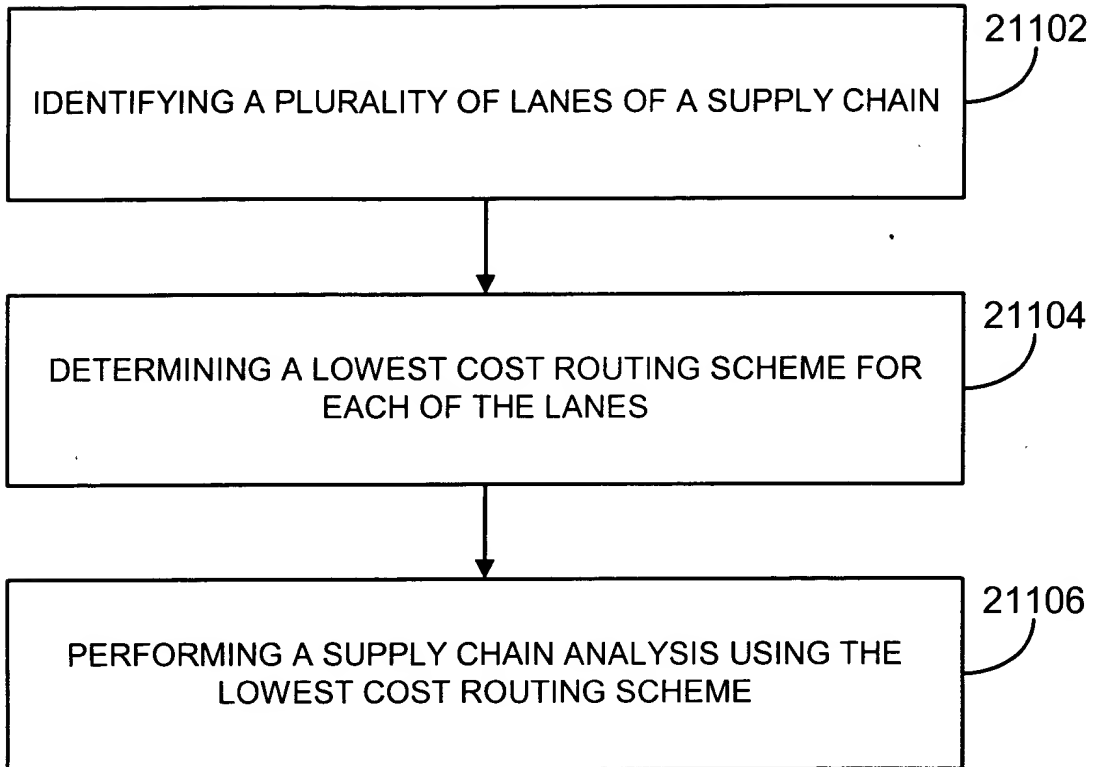 21102
IDENTIFYING A PLURALITY OF LANES OF A SUPPLY CHAIN
21104
DETERMINING A LOWEST COST ROUTING SCHEME FOR
EACH OF THE LANES
21106
PERFORMING A SUPPLY CHAIN ANALYSIS USING THE
LOWEST COST ROUTING SCHEME